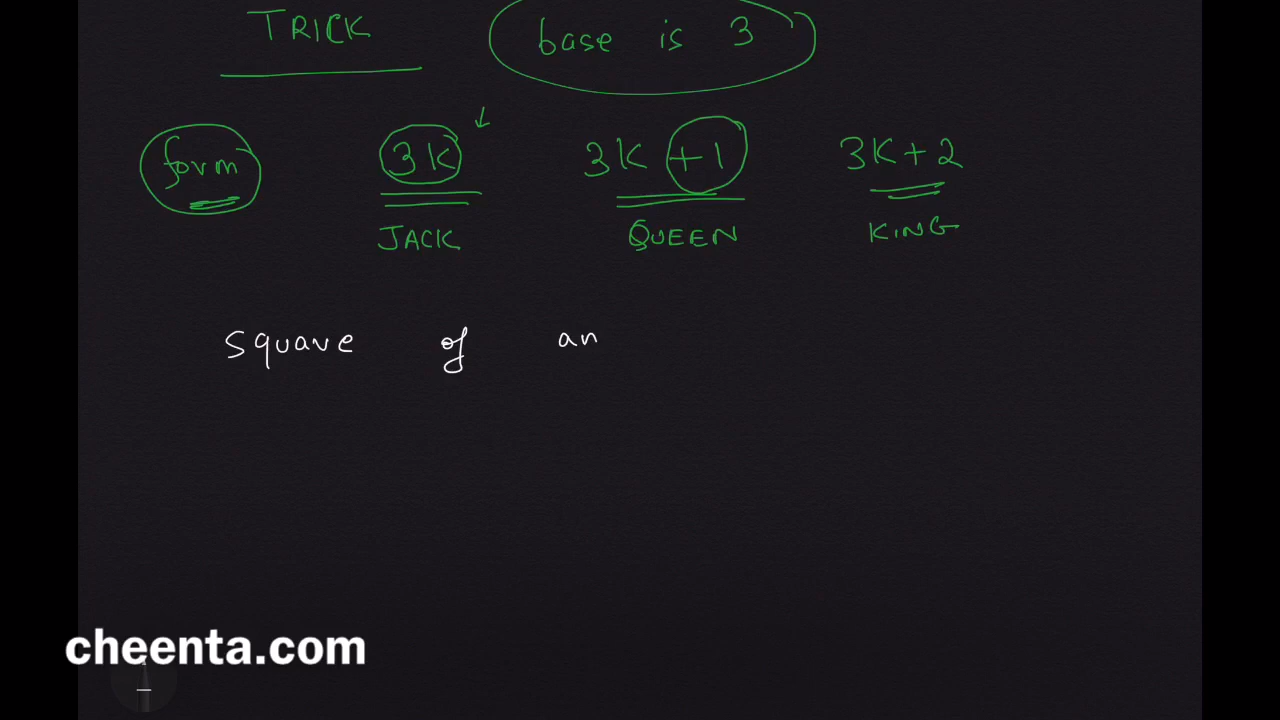 TRICK base is 3
form 3K 3K+1 3K+2
JACK QUEEN KING
square of an
cheenta.com